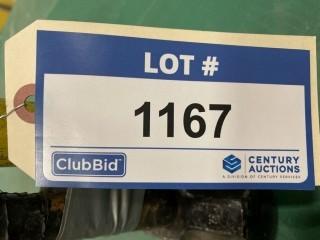 LOT #
1167
ClubBid
CENTURY
AUCTIONS
A DIVISION OF CENTURY SERVICES